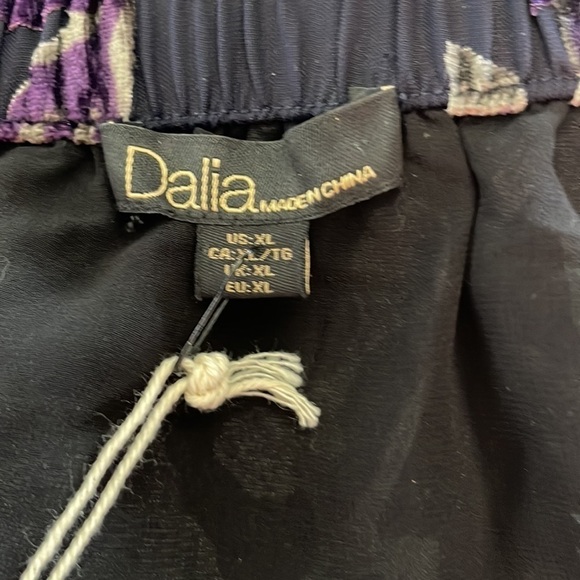 Dalia
MADE IN CHINA
US:XL
CA:XL/TG
UK:XL
EU:XL